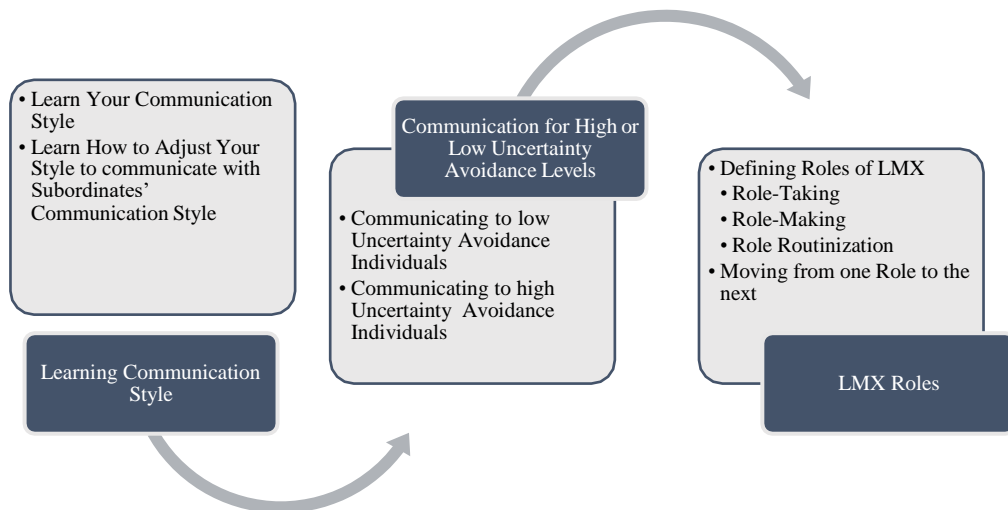 • Learn Your Communication
Style
• Learn How to Adjust Your
Style to communicate with
Subordinates’
Communication Style
Learning Communication
Style
Communication for High or
Low Uncertainty
Avoidance Levels
• Communicating to low
Uncertainty Avoidance
Individuals
• Communicating to high
Uncertainty Avoidance
Individuals
• Defining Roles of LMX
• Role-Taking
• Role-Making
• Role Routinization
• Moving from one Role to the
next
LMX Roles